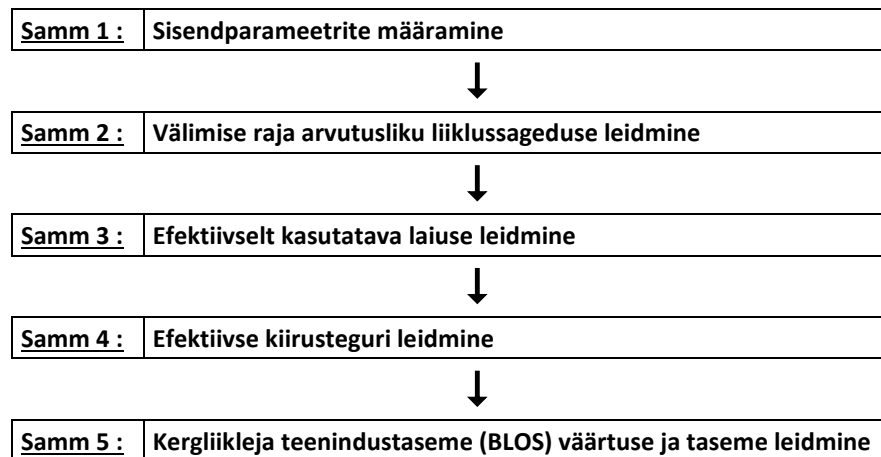 Samm 1 : Sisendparameetrite määramine
Samm 2 : Välimise raja arvutusliku liiklussageduse leidmine
Samm 3 : Efektiivselt kasutatava laiuse leidmine
Samm 4 : Efektiivse kiirusteguri leidmine
Samm 5 : Kergliikleja teenindustaseme (BLOS) väärtuse ja taseme leidmine